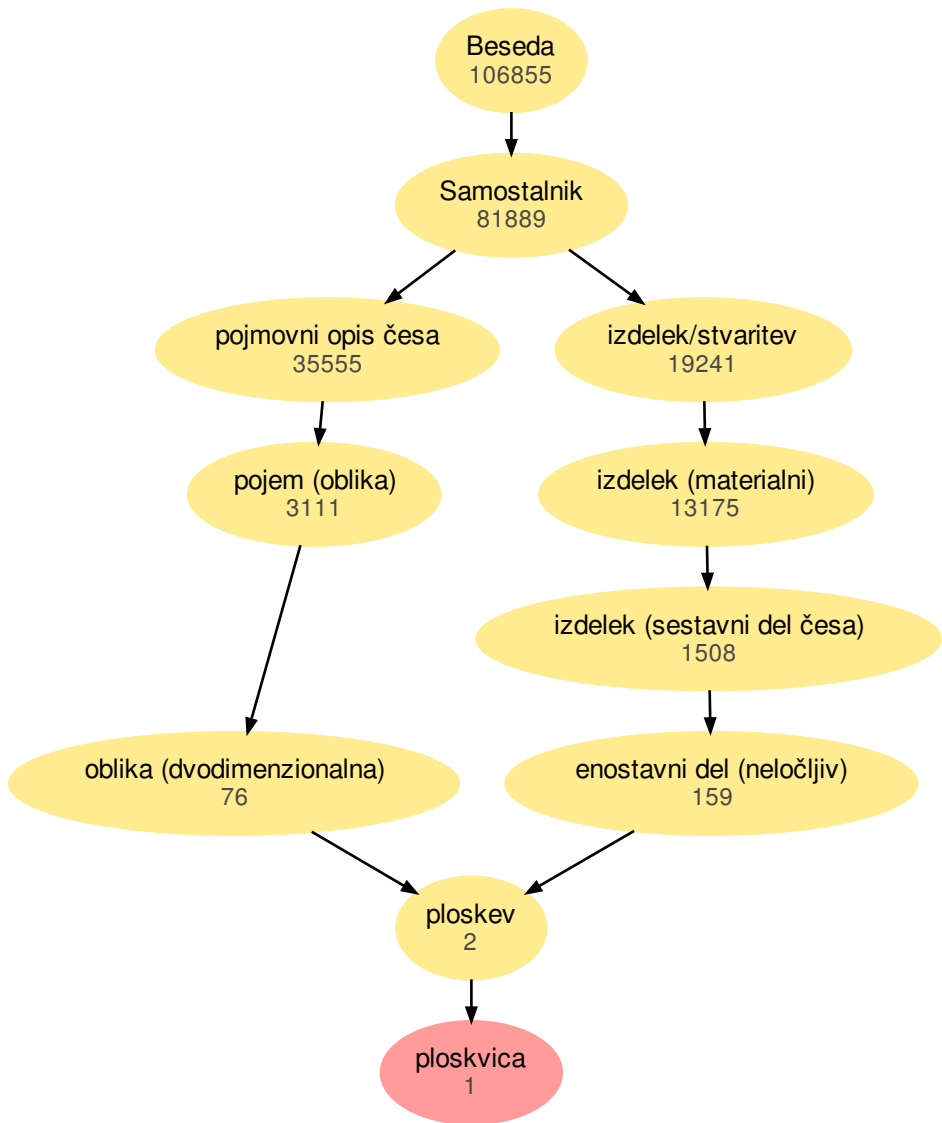 Beseda
106855
Samostalnik
81889
pojmovni opis česa
35555
izdelek/stvaritev
19241
pojem (oblika)
3111
izdelek (materialni)
13175
izdelek (sestavni del česa)
1508
oblika (dvodimenzionalna)
76
enostavni del (neločljiv)
159
ploskev
2
ploskvica
1